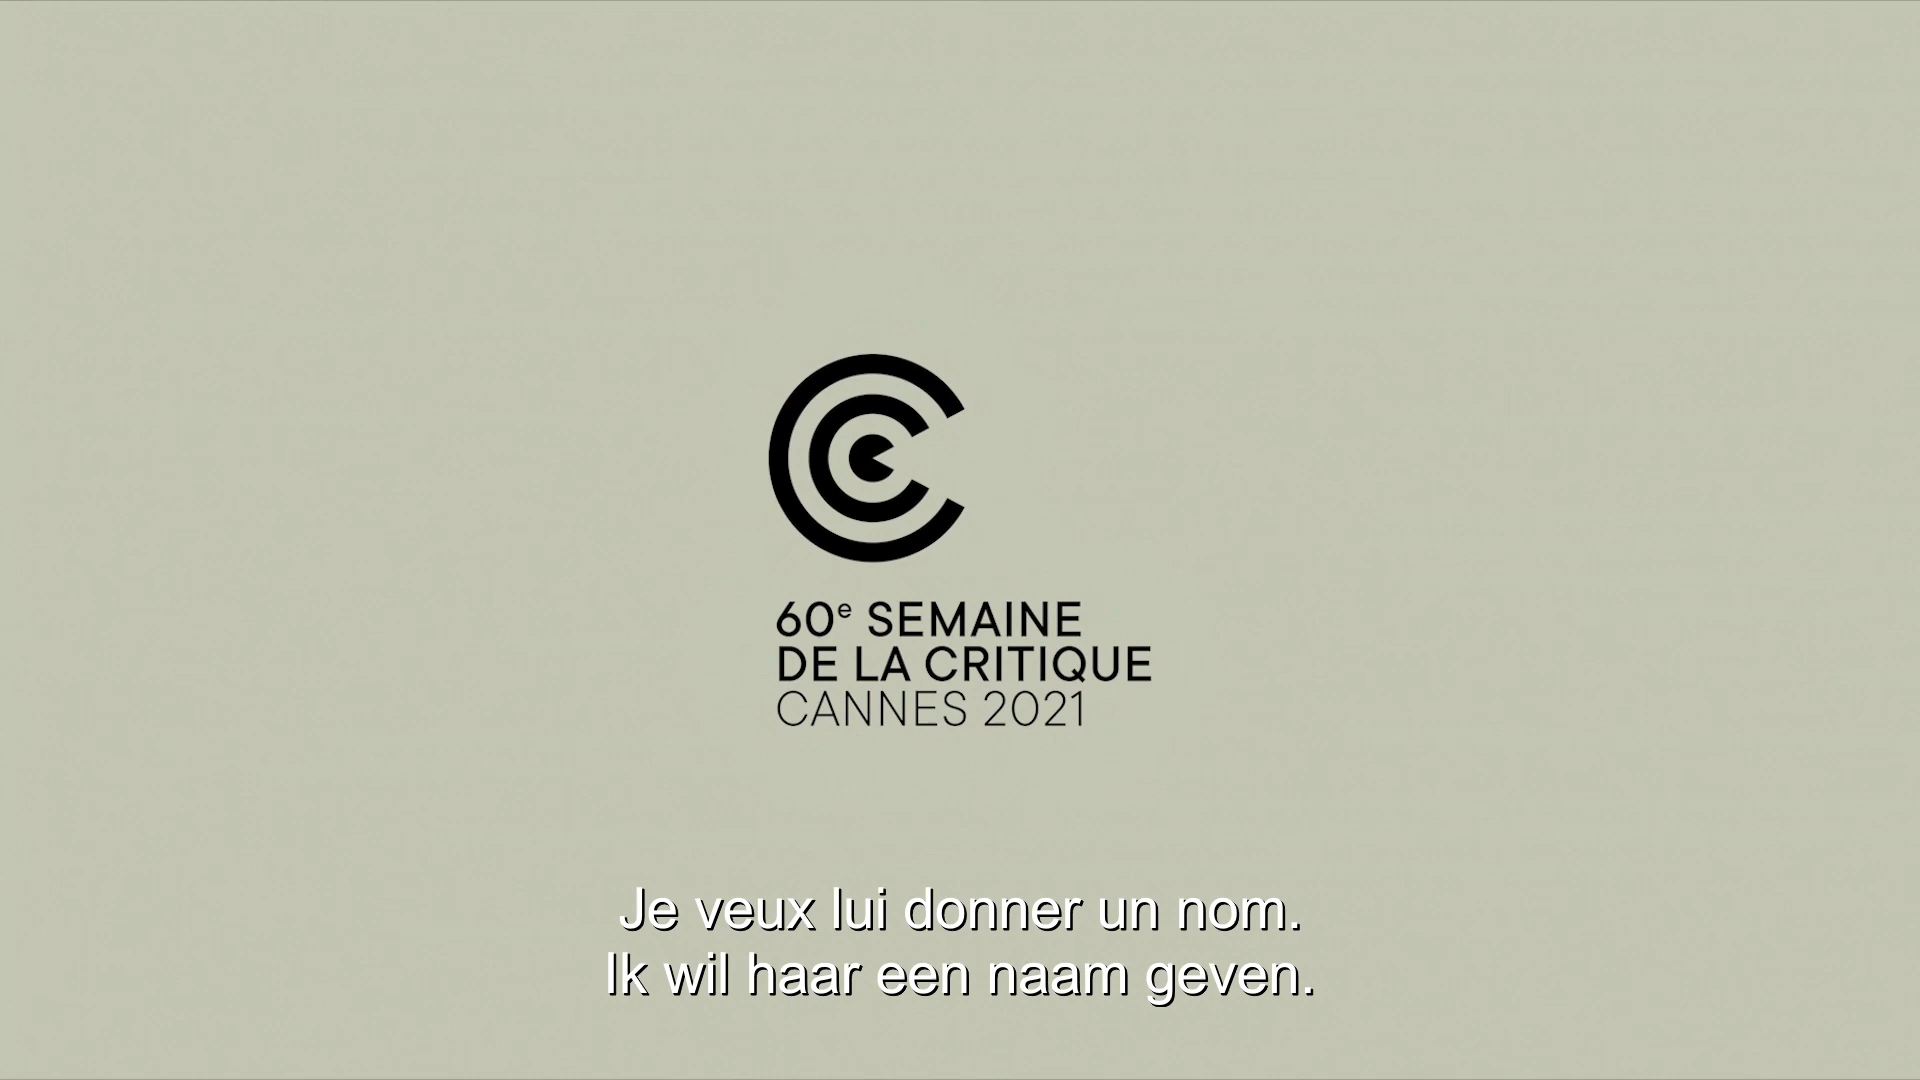 60e SEMAINE
DE LA CRITIQUE
CANNES 2021
Je veux lui donner un nom.
Ik wil haar een naam geven.